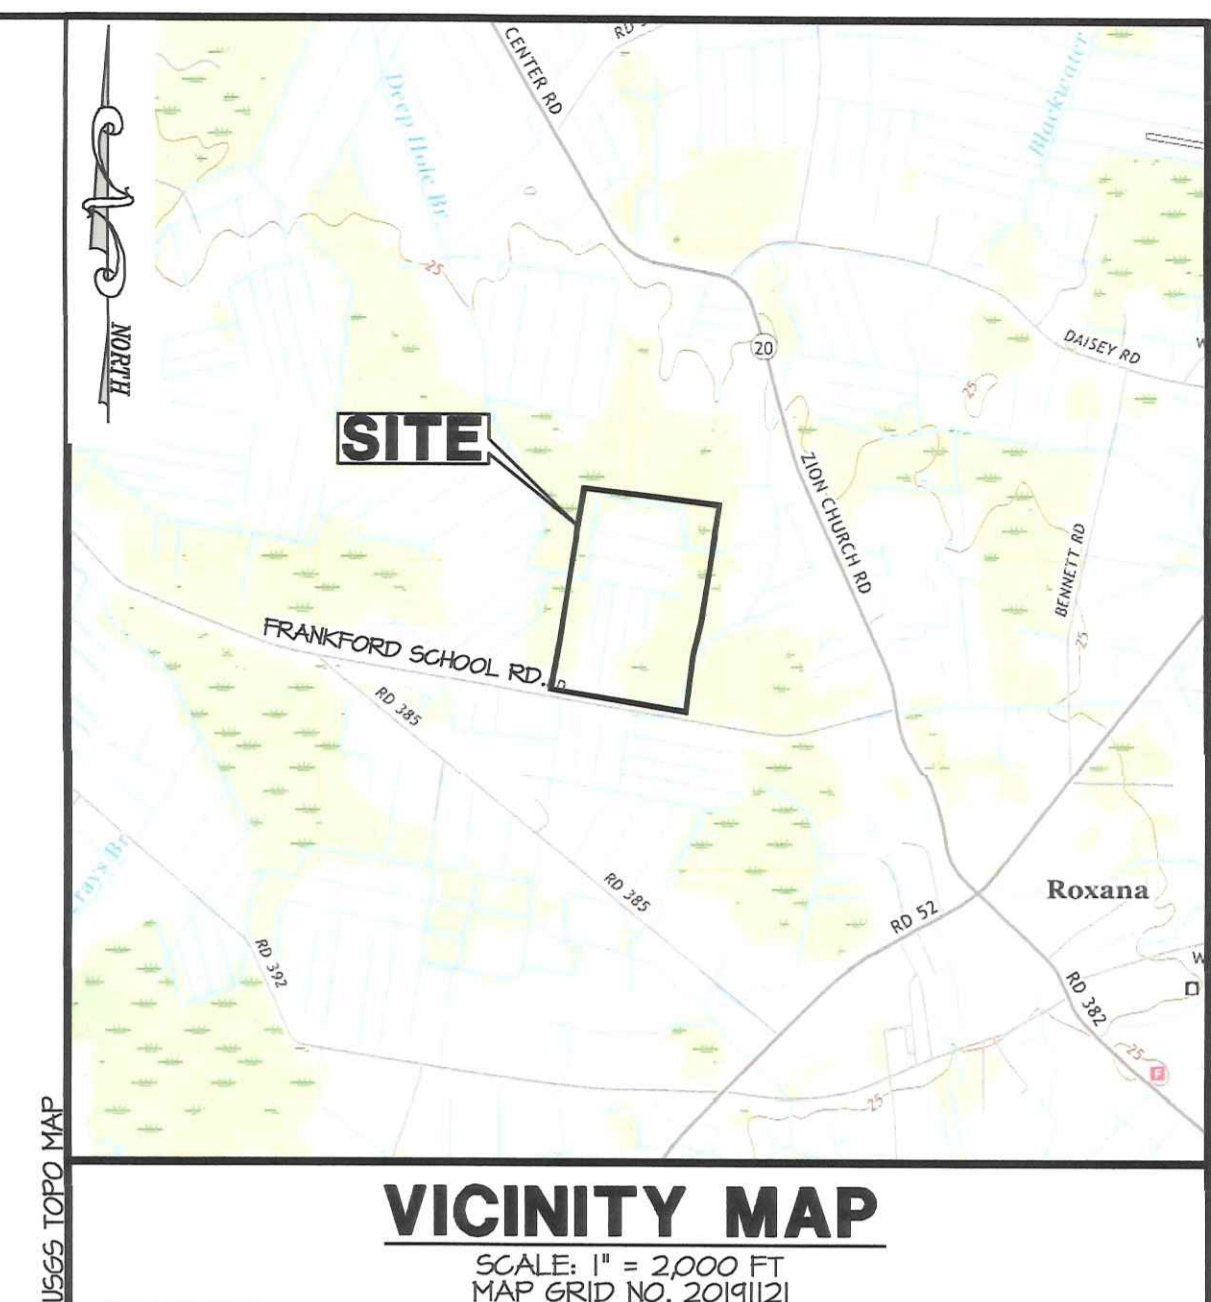 CENTER RD
Deep Hole Br
Blackwater
NORTH
25
20
DAISEY RD
25
SITE
ZION CHURCH RD
BENNETT RD
25
FRANKFORD SCHOOL RD.
RD 385
RD 385
RD 52
Roxana
RD 392
RD 382
25
F
25
USGS TOPO MAP
VICINITY MAP
SCALE: 1" = 2,000 FT
MAP GRID NO. 20191121